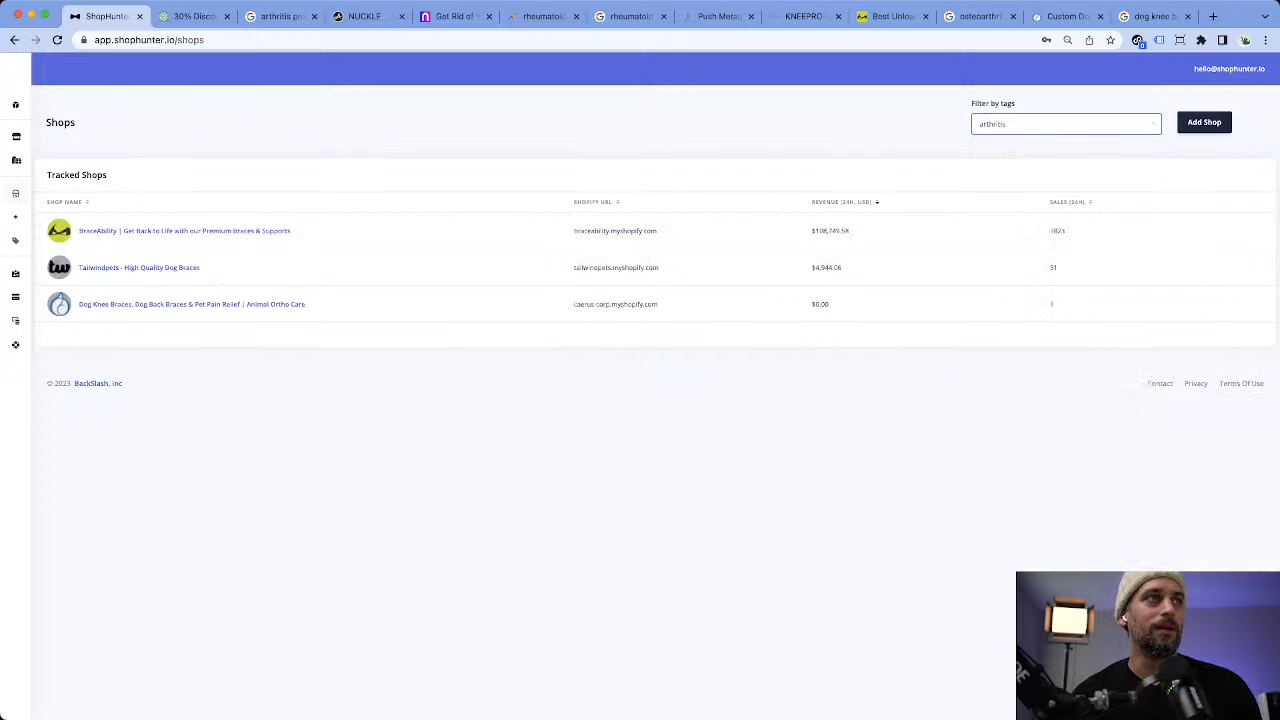 ShopHunter
30% Disco
arthritis pro
NUCKLE
Get Rid of
rheumatoid
rheumatoid
Push Meta
KNEEPRO
Best Unloa
osteoarthrit
Custom Do
dog knee b
app.shophunter.io/shops
hello@shophunter.io
Filter by tags
Shops
arthritis
Add Shop
Tracked Shops
SHOP NAME SHOPIFY URL REVENUE (24H, USD) SALES (24H)
BraceAbility | Get Back to Life with our Premium Braces & Supports braceability.myshopify.com $108,749.58 1823
Tailwindpets - High Quality Dog Braces tailwindpets.myshopify.com $4,944.06 51
Dog Knee Braces, Dog Back Braces & Pet Pain Relief | Animal Ortho Care caerus-corp.myshopify.com $0.00
© 2023 BackSlash, inc Contact Privacy Terms Of Use